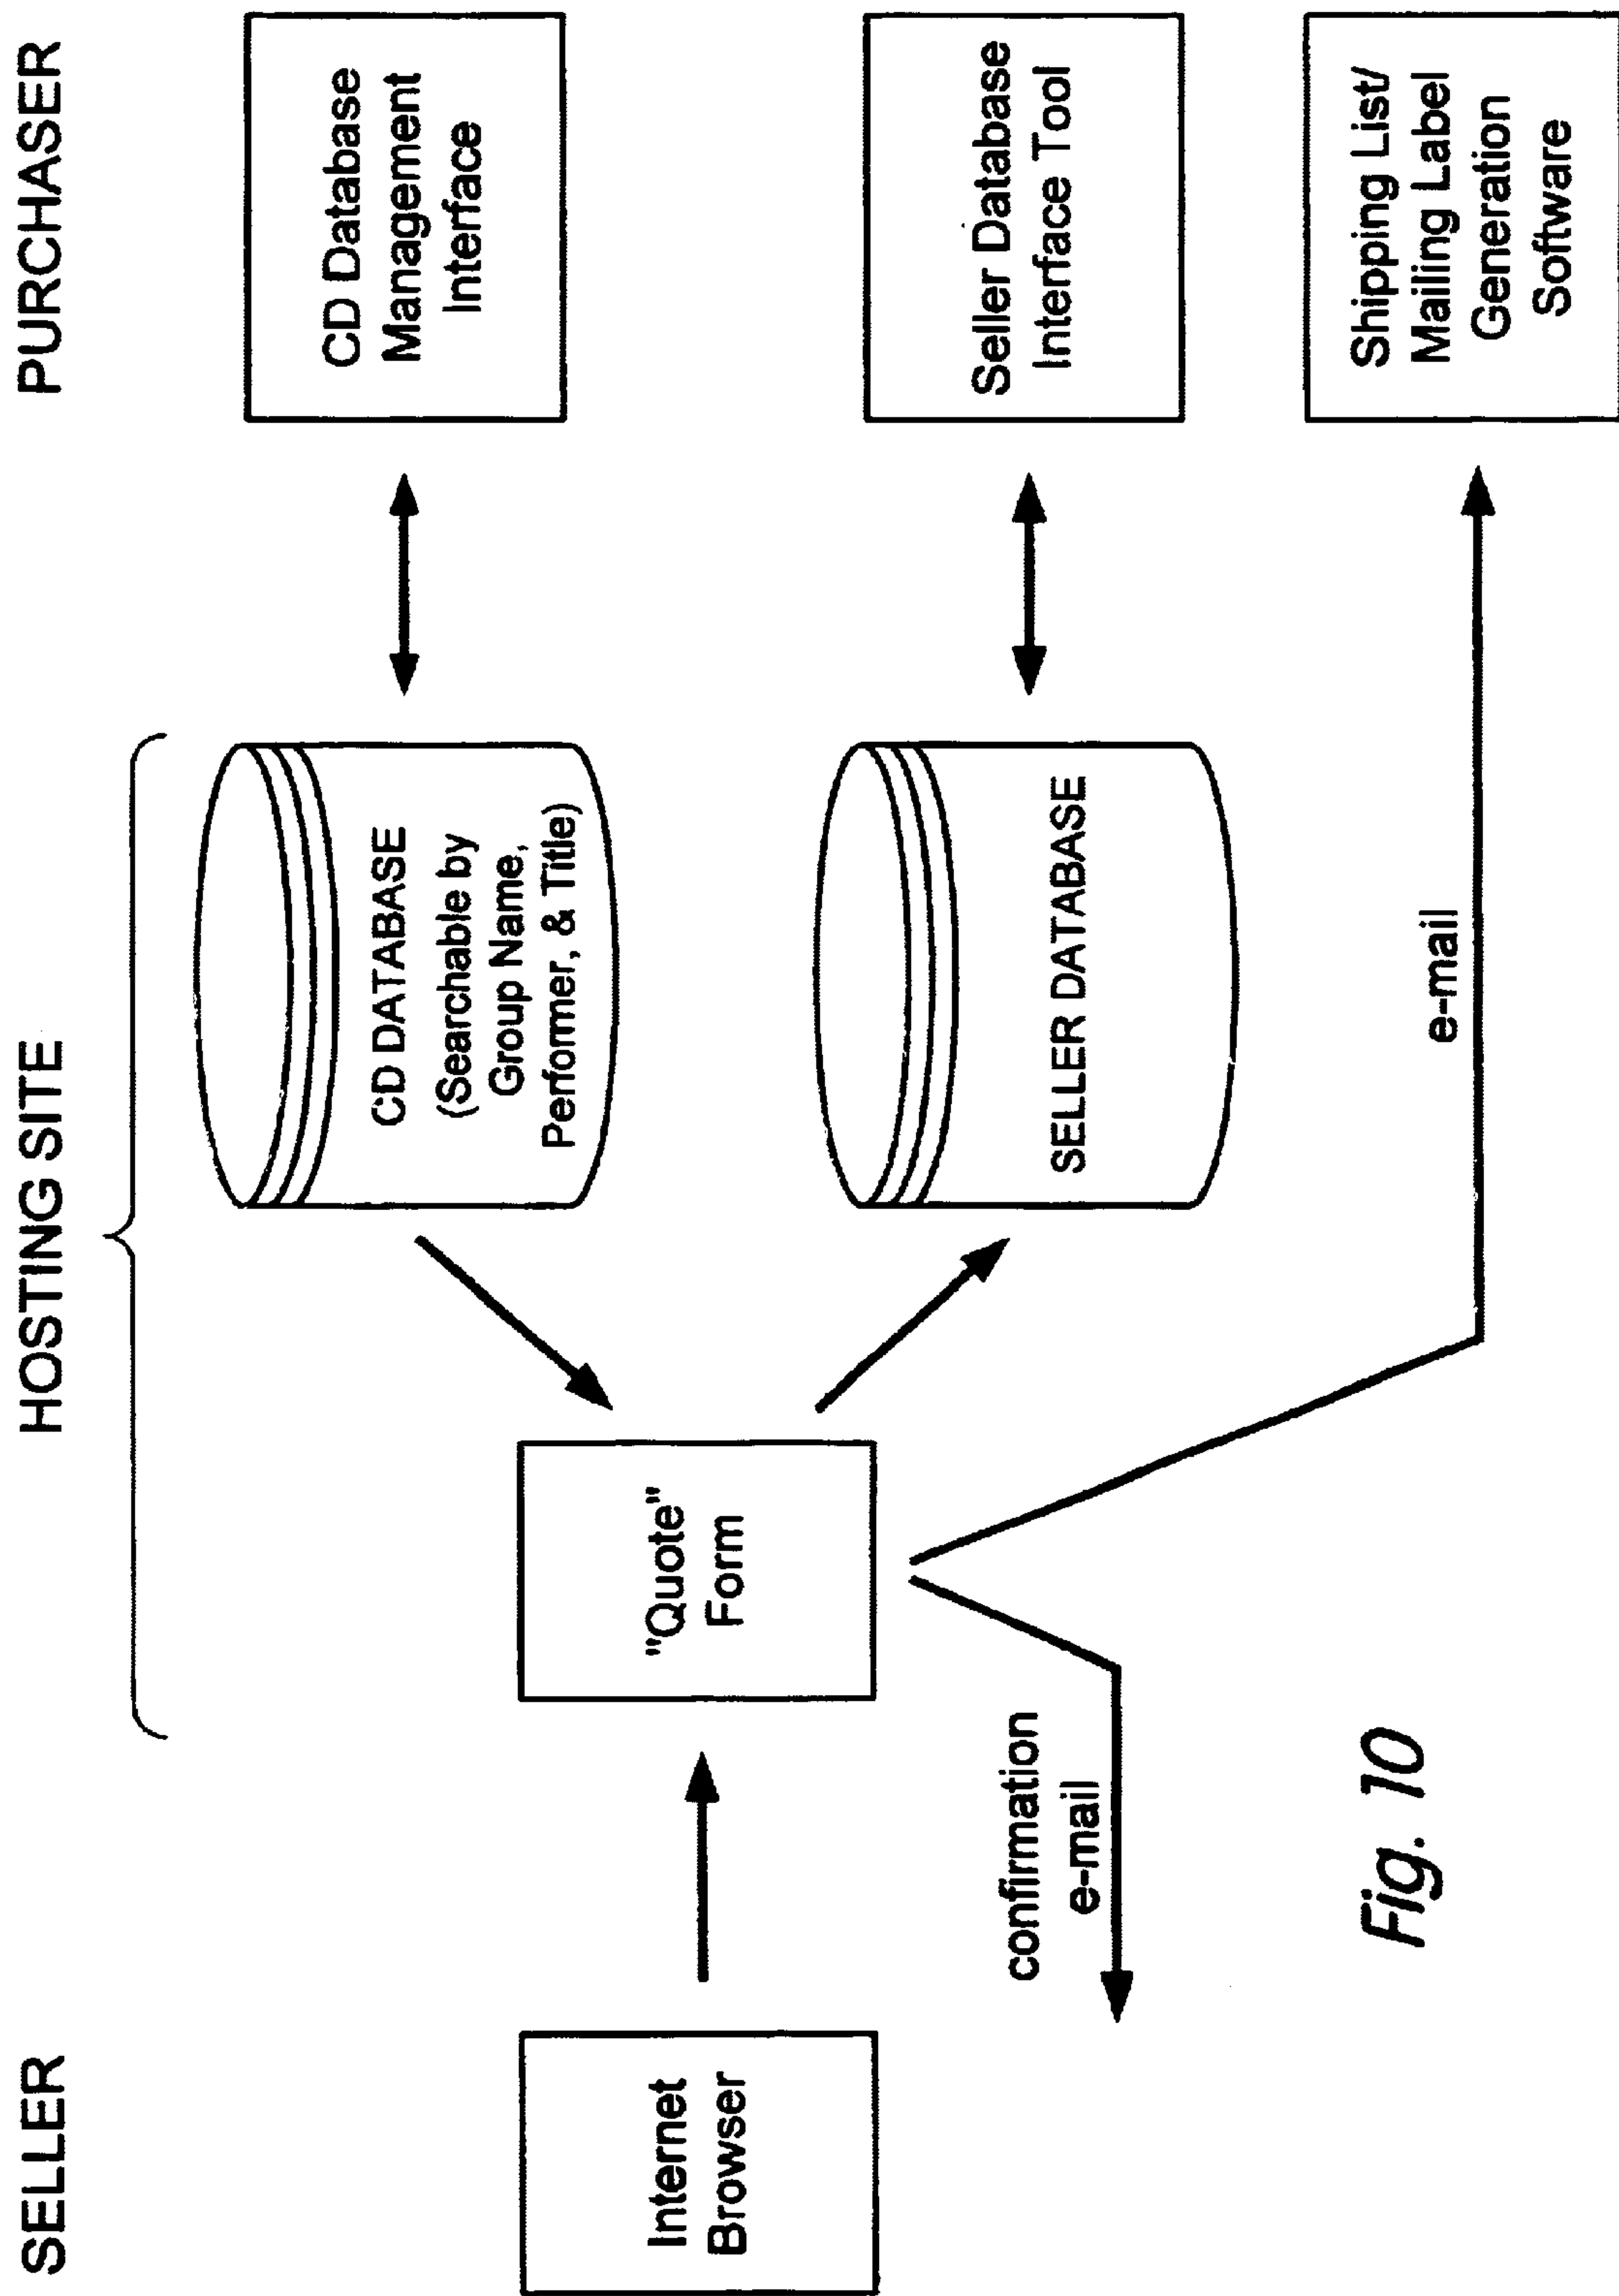 SELLER
HOSTING SITE
PURCHASER
Internet
Browser
"Quote"
Form
CD DATABASE
(Searchable by
Group Name,
Performer, & Title)
CD Database
Management
Interface
SELLER DATABASE
Seller Database
Interface Tool
confirmation
e-mail
e-mail
Shipping List/
Mailing Label
Generation
Software
Fig. 10